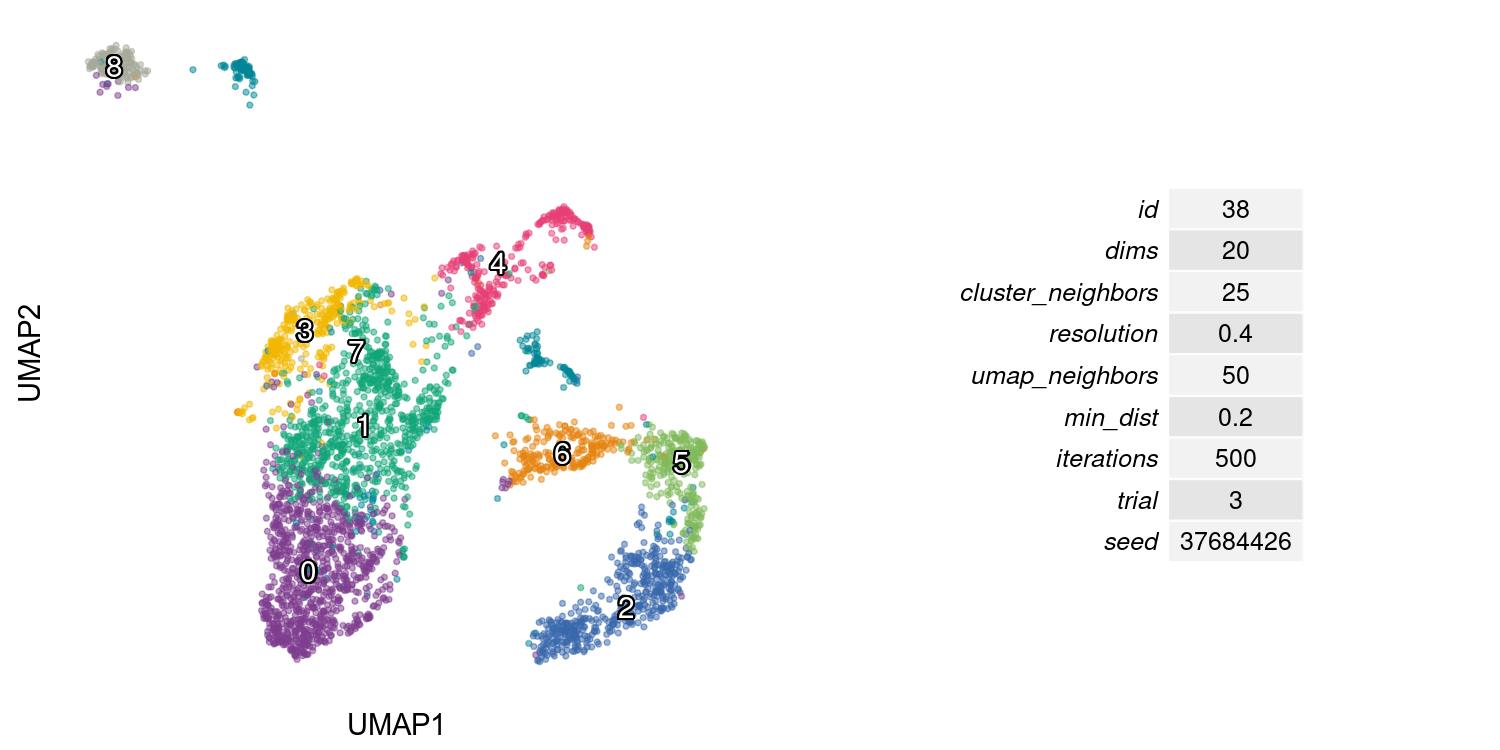 8
4
3
7
1
6
5
0
2
UMAP1
UMAP2
id 38
dims 20
cluster_neighbors 25
resolution 0.4
umap_neighbors 50
min_dist 0.2
iterations 500
trial 3
seed 37684426